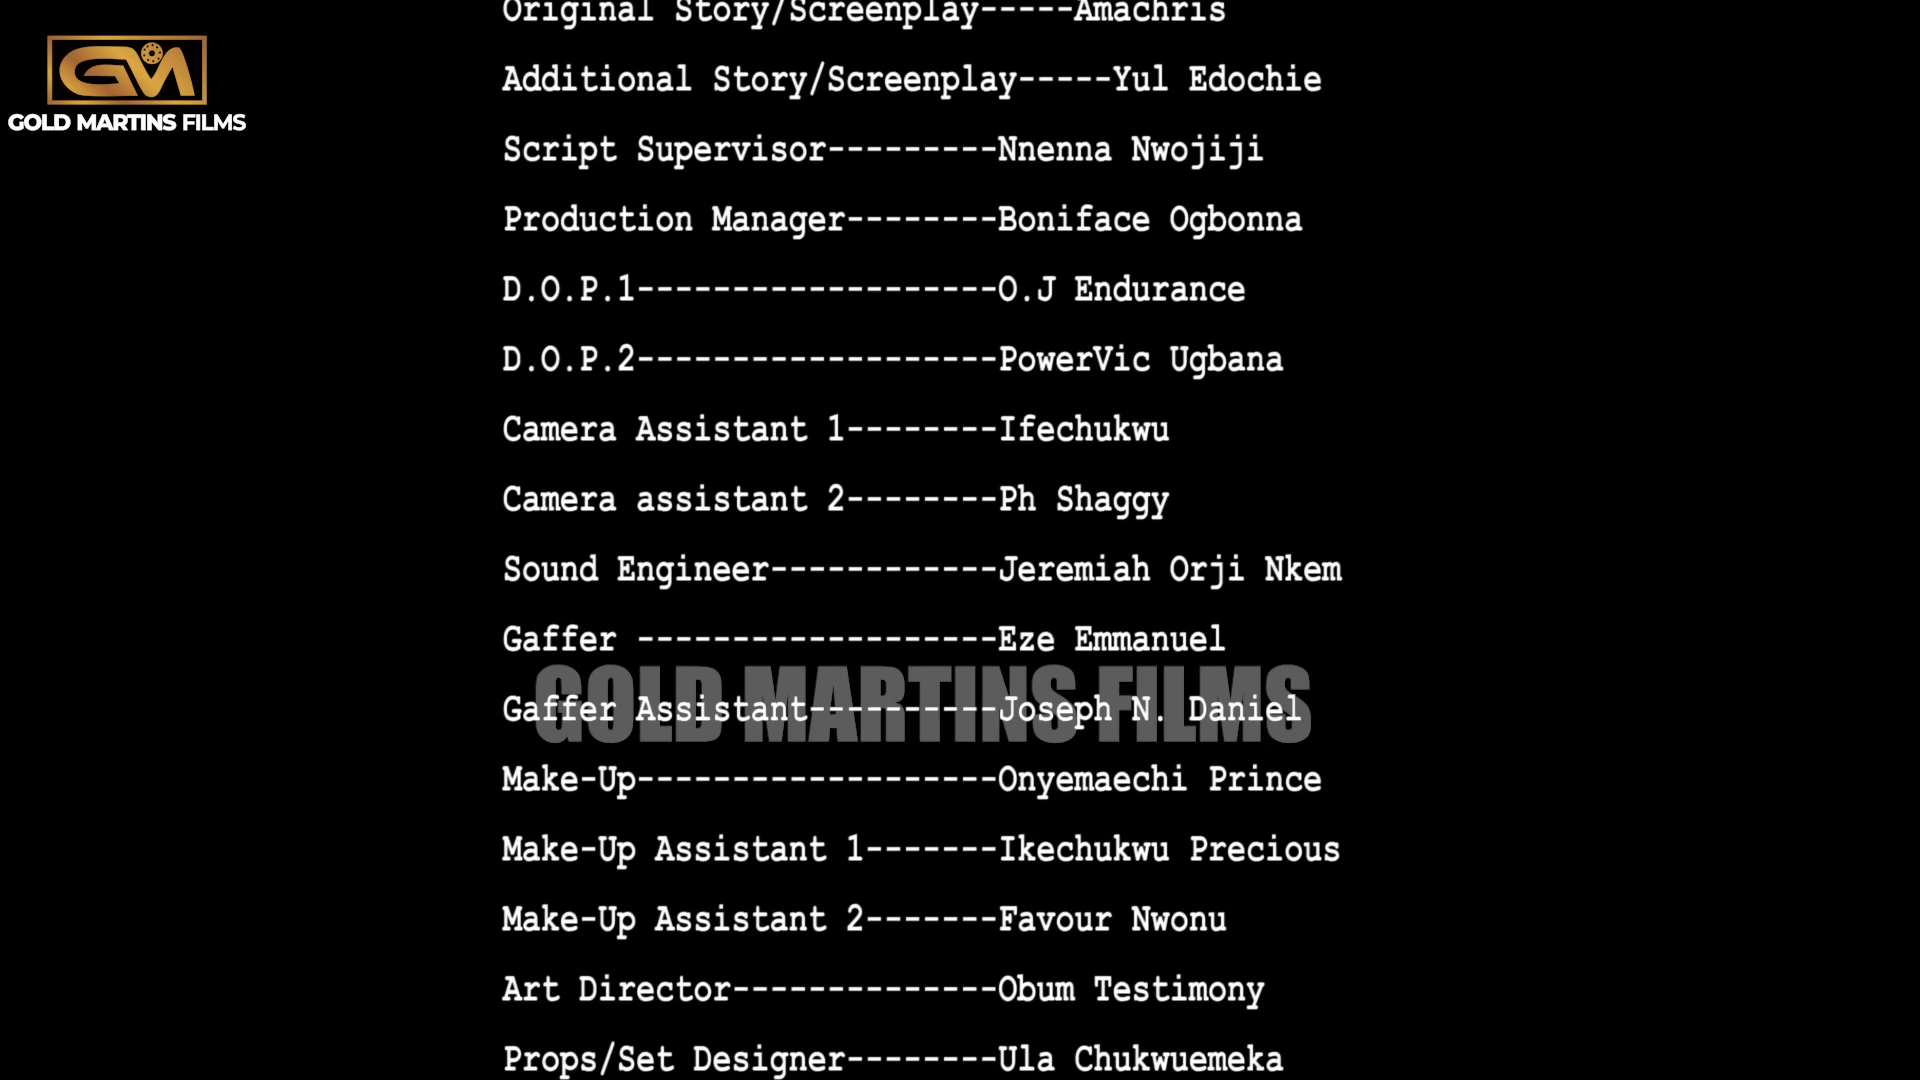 Original Story/Screenplay-----Amachris
GM
GOLD MARTINS FILMS
Additional Story/Screenplay-----Yul Edochie
Script Supervisor---------Nnenna Nwojiji
Production Manager--------Boniface Ogbonna
D.O.P.1-------------------O.J Endurance
D.O.P.2-------------------PowerVic Ugbana
Camera Assistant 1--------Ifechukwu
Camera assistant 2--------Ph Shaggy
Sound Engineer------------Jeremiah Orji Nkem
Gaffer -------------------Eze Emmanuel
GOLD MARTINS FILMS
Gaffer Assistant----------Joseph N. Daniel
Make-Up-------------------Onyemaechi Prince
Make-Up Assistant 1-------Ikechukwu Precious
Make-Up Assistant 2-------Favour Nwonu
Art Director--------------Obum Testimony
Props/Set Designer--------Ula Chukwuemeka